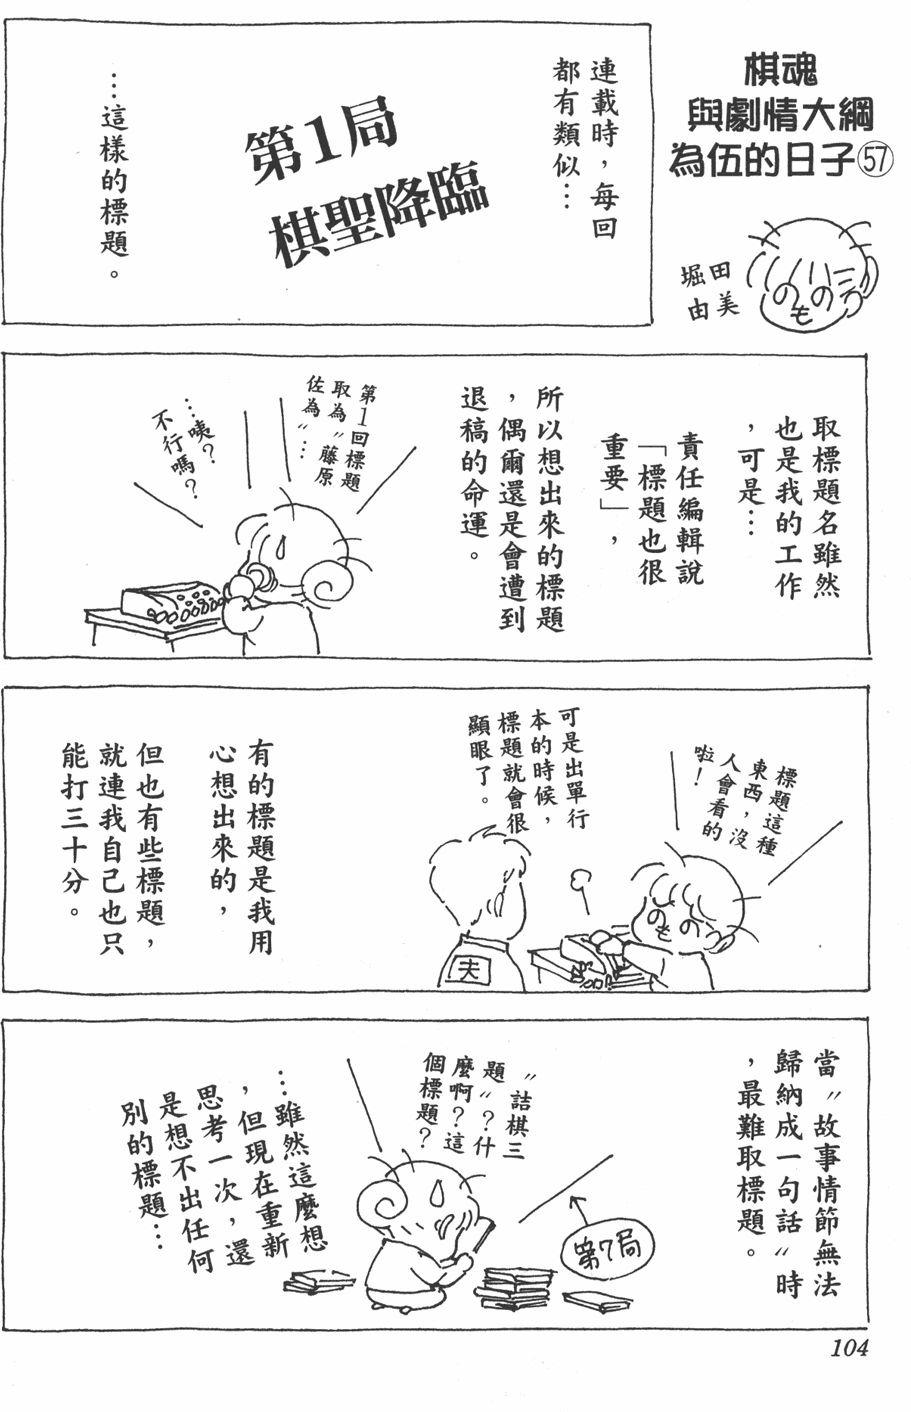 棋魂
與劇情大綱
為伍的日子57
堀田
由美
連載時，每回
都有類似…
第1局
棋聖降臨
…這樣的標題。
取標題名雖然
也是我的工作
，可是…
責任編輯說
「標題也很
重要」，
所以想出來的標題
，偶爾還是會遭到
退稿的命運。
第1回標題
取為〝藤原
佐為〞…
…咦？
不行嗎？
標題這種
東西，沒
人會看的
啦！
可是出單行
本的時候，
標題就會很
顯眼了。
夫
有的標題是我用
心想出來的，
但也有些標題，
就連我自己也只
能打三十分。
當〝故事情節無法
歸納成一句話〞時
，最難取標題。
第7局
〝詰棋三
題〞？什
麼啊？這
個標題？
…雖然這麼想
，但現在重新
思考一次，還
是想不出任何
別的標題…
104